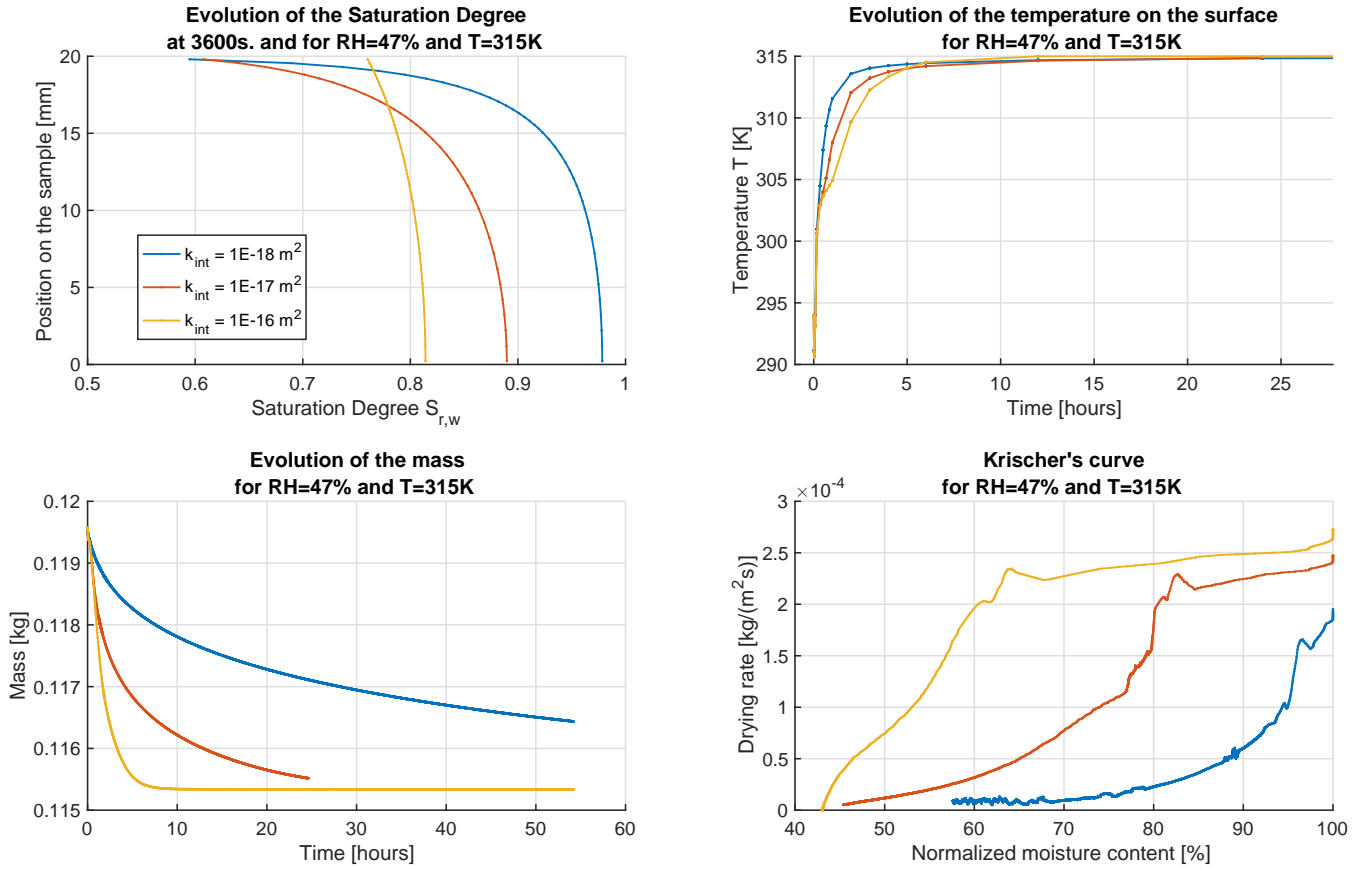 Evolution of the Saturation Degree
at 3600s. and for RH=47% and T=315K
20
15
10
5
0
Position on the sample [mm]
k_int = 1E-18 m²
k_int = 1E-17 m²
k_int = 1E-16 m²
0.5 0.6 0.7 0.8 0.9 1
Saturation Degree S_r,w
Evolution of the temperature on the surface
for RH=47% and T=315K
315
310
305
300
295
290
Temperature T [K]
0 5 10 15 20 25
Time [hours]
Evolution of the mass
for RH=47% and T=315K
0.12
0.119
0.118
0.117
0.116
0.115
Mass [kg]
0 10 20 30 40 50 60
Time [hours]
Krischer's curve
for RH=47% and T=315K
×10⁻⁴
3
2.5
2
1.5
1
0.5
0
Drying rate [kg/(m²s)]
40 50 60 70 80 90 100
Normalized moisture content [%]